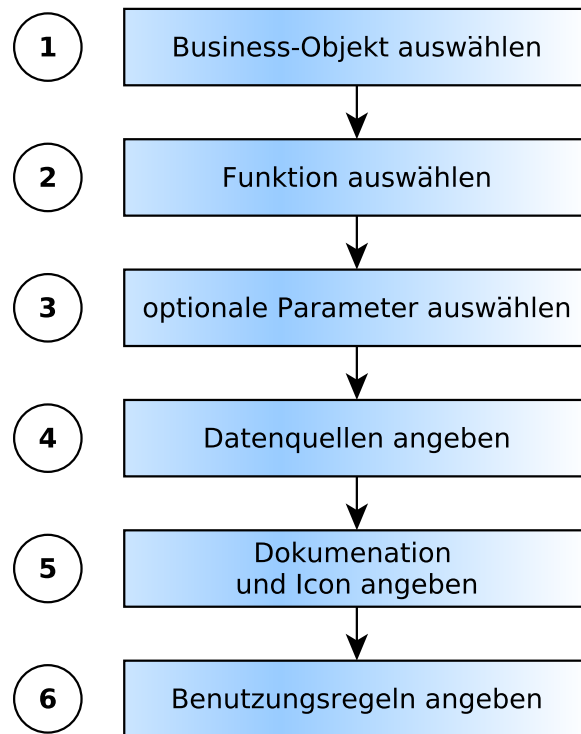 1
Business-Objekt auswählen
2
Funktion auswählen
3
optionale Parameter auswählen
4
Datenquellen angeben
5
Dokumenation
und Icon angeben
6
Benutzungsregeln angeben